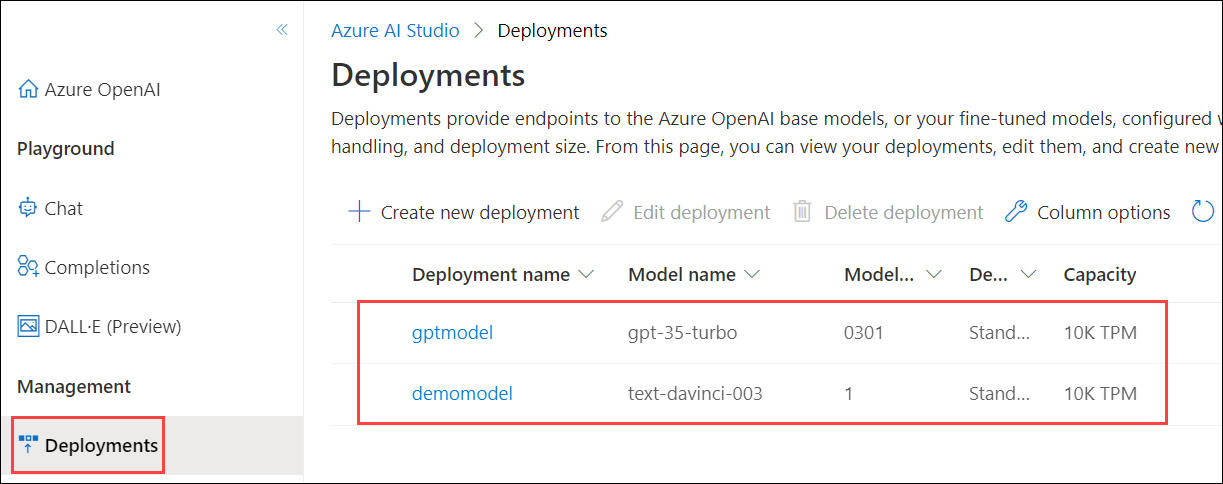 Azure AI Studio > Deployments
Azure OpenAI
Playground
Chat
Completions
DALL·E (Preview)
Management
Deployments
Deployments
Deployments provide endpoints to the Azure OpenAI base models, or your fine-tuned models, configured w
handling, and deployment size. From this page, you can view your deployments, edit them, and create new
Create new deployment Edit deployment Delete deployment Column options
Deployment name Model name Model... De... Capacity
gptmodel gpt-35-turbo 0301 Stand... 10K TPM
demomodel text-davinci-003 1 Stand... 10K TPM